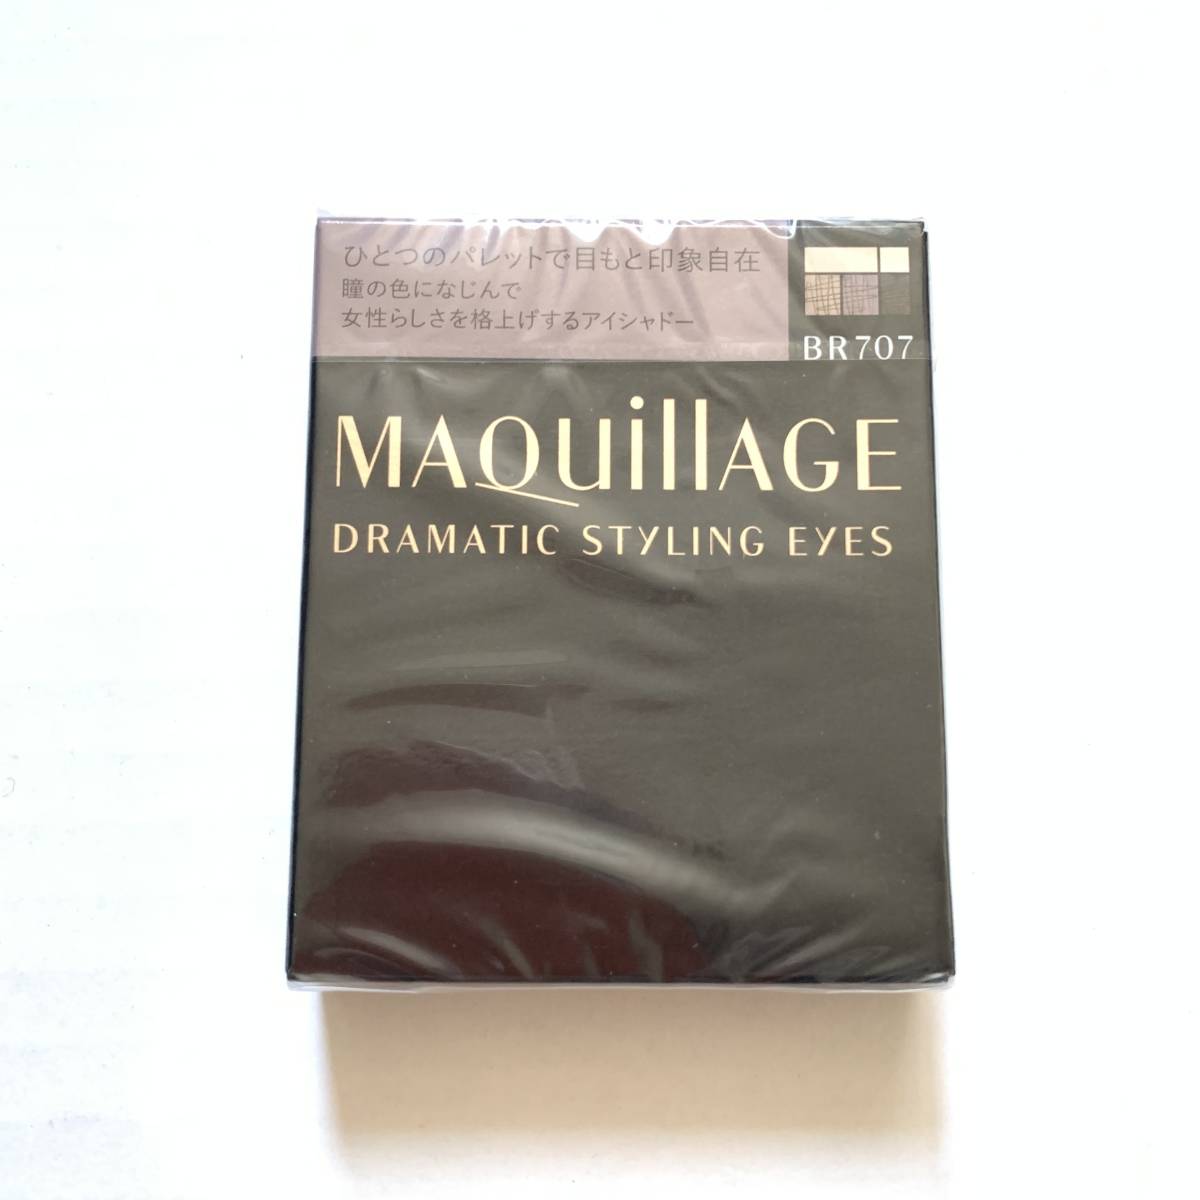 ひとつのパレットで目もと印象自在
瞳の色になじんで
女性らしさを格上げするアイシャドー
BR707
MAQuillAGE
DRAMATIC STYLING EYES